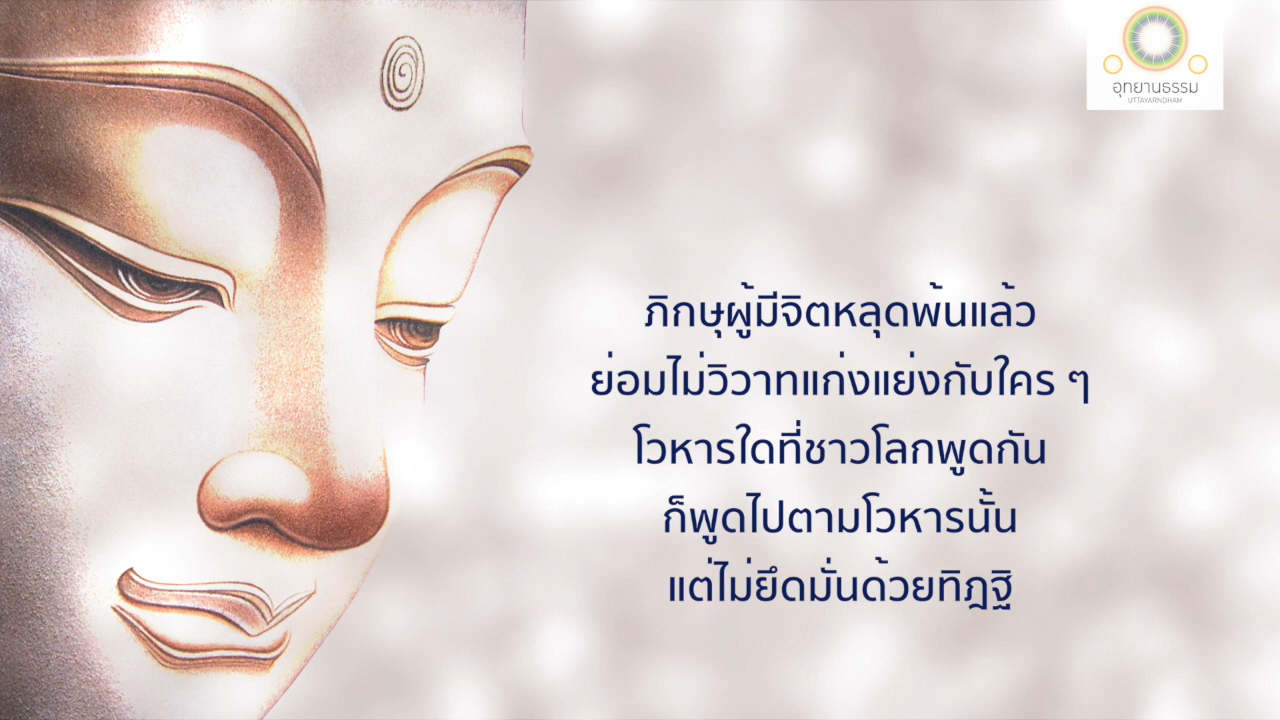 อุทยานธรรม
UTTAYARNDHAM
ภิกษุผู้มีจิตหลุดพ้นแล้ว
ย่อมไม่วิวาทแก่งแย่งกับใคร ๆ
โวหารใดที่ชาวโลกพูดกัน
ก็พูดไปตามโวหารนั้น
แต่ไม่ยึดมั่นด้วยทิฎฐิ